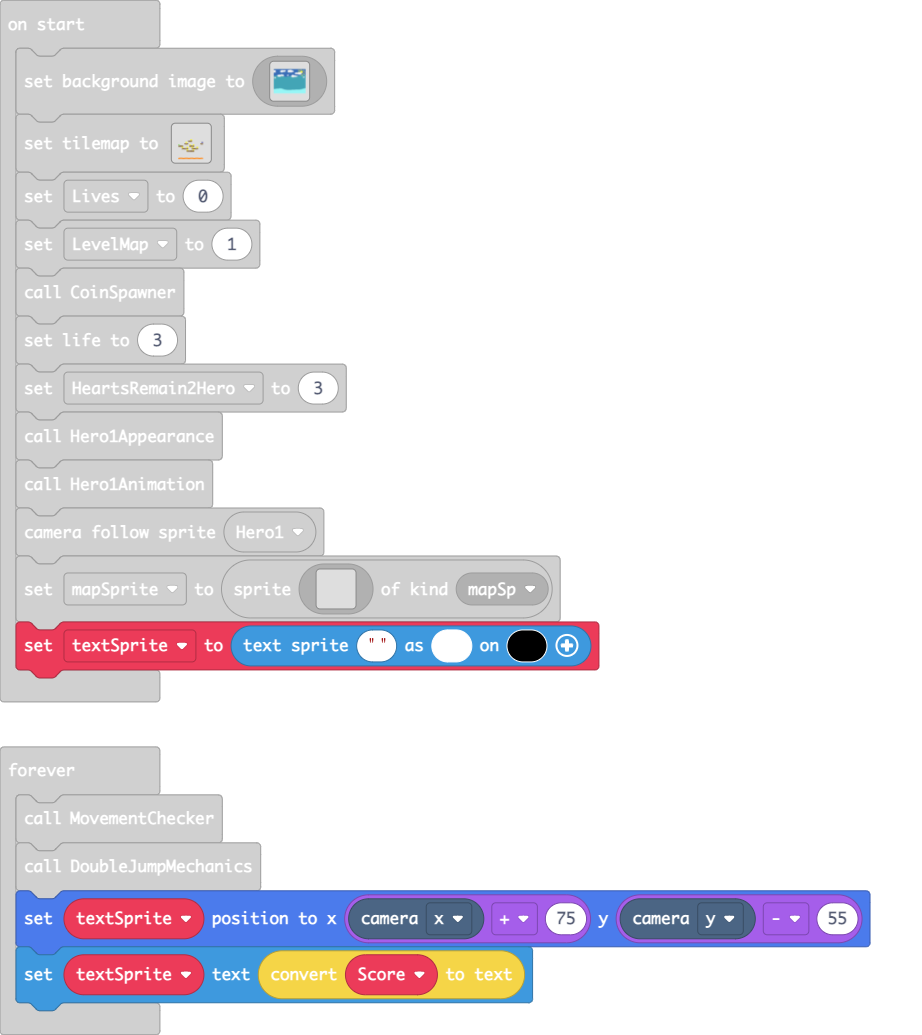 on start
set background image to
set tilemap to
set Lives to 0
set LevelMap to 1
call CoinSpawner
set life to 3
set HeartsRemain2Hero to 3
call Hero1Appearance
call Hero1Animation
camera follow sprite Hero1
set mapSprite to sprite of kind mapSp
set textSprite to text sprite " " as on
forever
call MovementChecker
call DoubleJumpMechanics
set textSprite position to x camera x + 75 y camera y - 55
set textSprite text convert Score to text